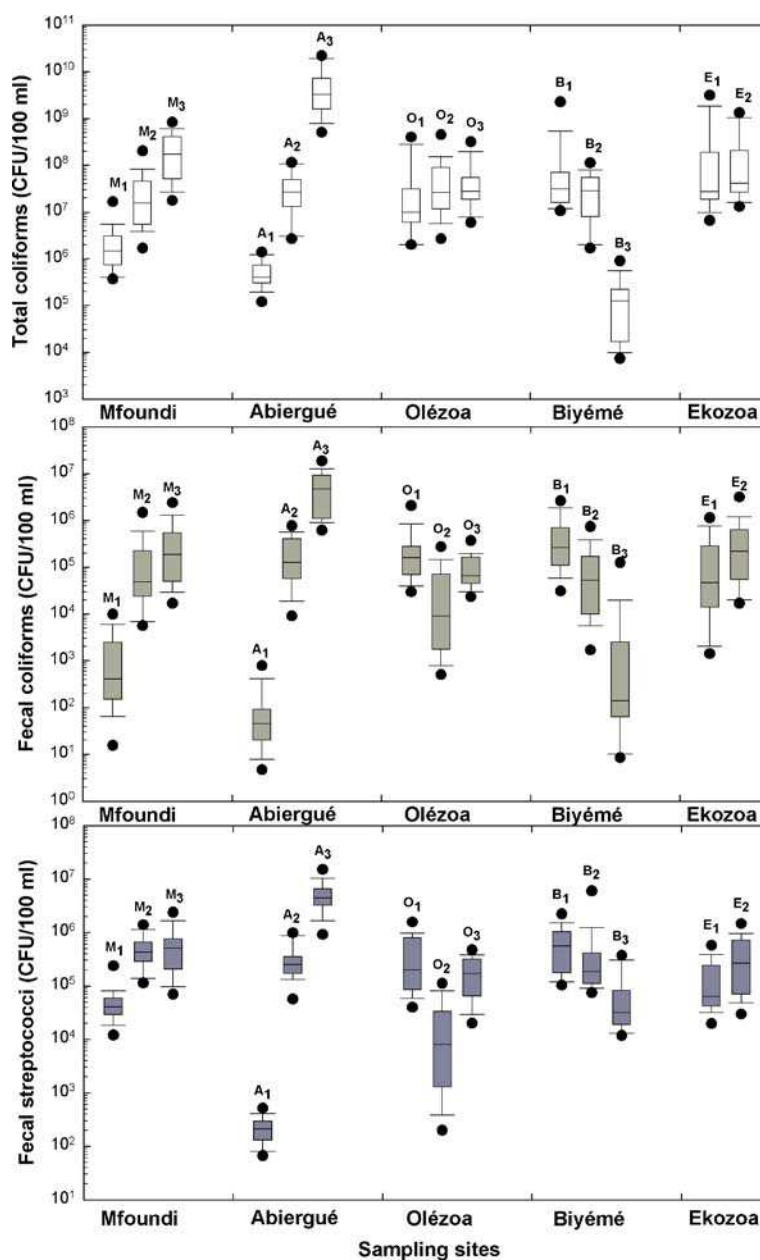 Total coliforms (CFU/100 ml)
10¹¹
10¹⁰
10⁹
10⁸
10⁷
10⁶
10⁵
10⁴
10³
M₁ M₂ M₃ A₁ A₂ A₃ O₁ O₂ O₃ B₁ B₂ B₃ E₁ E₂
Mfoundi Abiergué Olézoa Biyémé Ekozoa
Fecal coliforms (CFU/100 ml)
10⁸
10⁷
10⁶
10⁵
10⁴
10³
10²
10¹
10⁰
M₁ M₂ M₃ A₁ A₂ A₃ O₁ O₂ O₃ B₁ B₂ B₃ E₁ E₂
Mfoundi Abiergué Olézoa Biyémé Ekozoa
Fecal streptococci (CFU/100 ml)
10⁸
10⁷
10⁶
10⁵
10⁴
10³
10²
10¹
M₁ M₂ M₃ A₁ A₂ A₃ O₁ O₂ O₃ B₁ B₂ B₃ E₁ E₂
Mfoundi Abiergué Olézoa Biyémé Ekozoa
Sampling sites